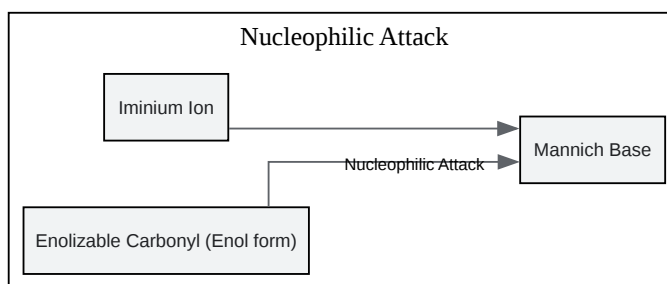 Nucleophilic Attack
Iminium Ion
Mannich Base
Nucleophilic Attack
Enolizable Carbonyl (Enol form)